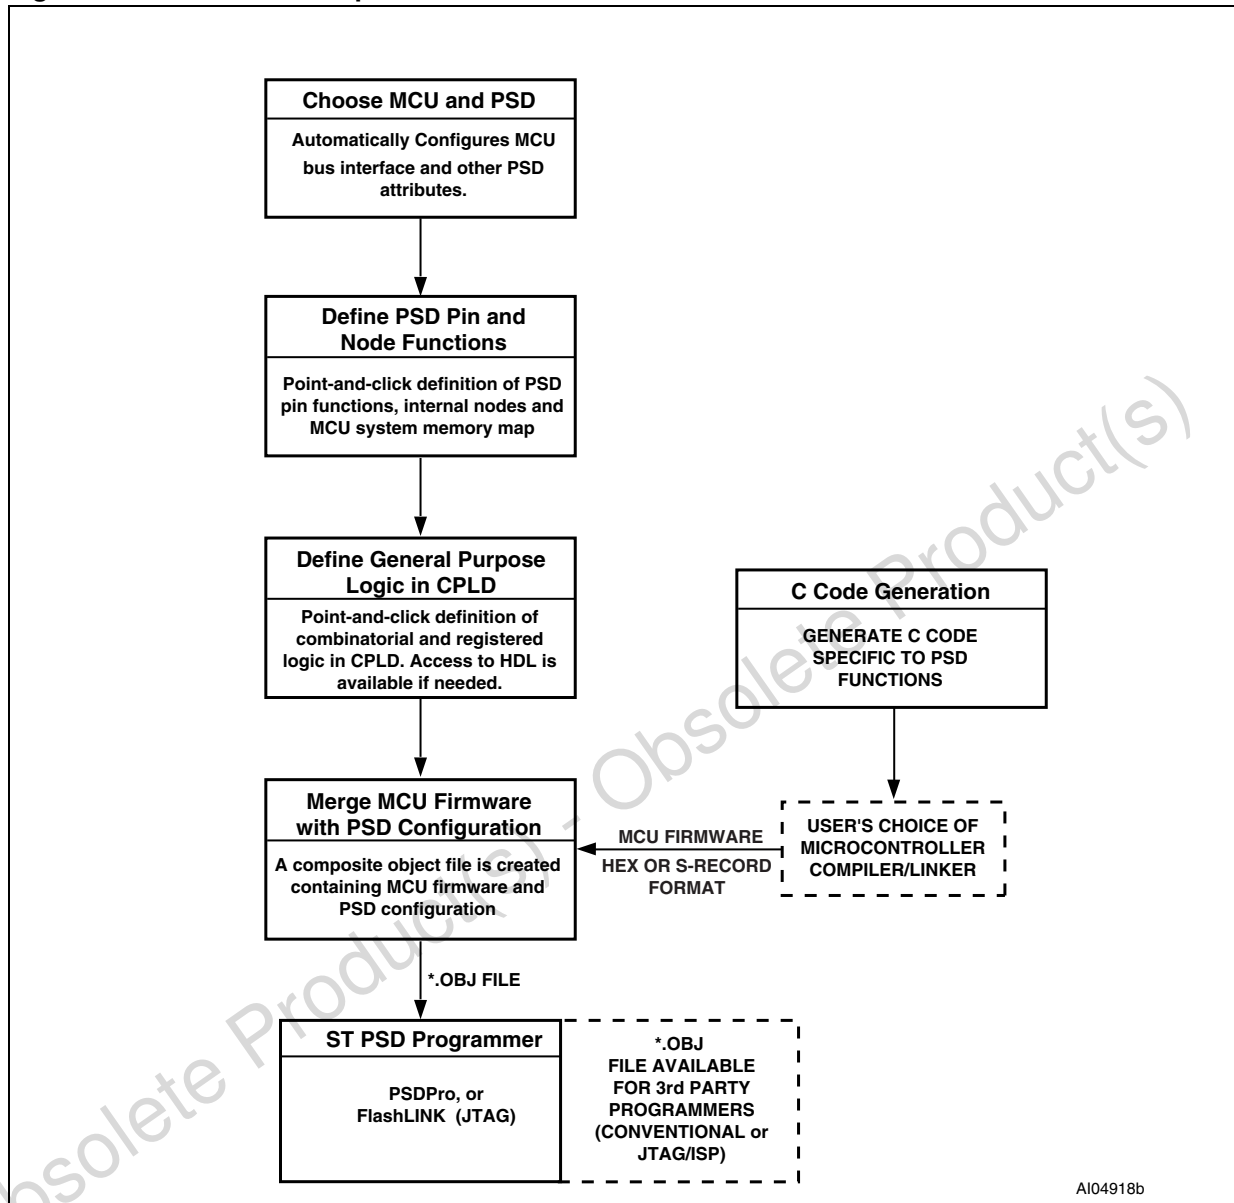 Choose MCU and PSD
Automatically Configures MCU
bus interface and other PSD
attributes.
Define PSD Pin and
Node Functions
Point-and-click definition of PSD
pin functions, internal nodes and
MCU system memory map
Define General Purpose
Logic in CPLD
Point-and-click definition of
combinatorial and registered
logic in CPLD. Access to HDL is
available if needed.
C Code Generation
GENERATE C CODE
SPECIFIC TO PSD
FUNCTIONS
Merge MCU Firmware
with PSD Configuration
A composite object file is created
containing MCU firmware and
PSD configuration
MCU FIRMWARE
HEX OR S-RECORD
FORMAT
USER'S CHOICE OF
MICROCONTROLLER
COMPILER/LINKER
*.OBJ FILE
ST PSD Programmer
PSDPro, or
FlashLINK (JTAG)
*.OBJ
FILE AVAILABLE
FOR 3rd PARTY
PROGRAMMERS
(CONVENTIONAL or
JTAG/ISP)
AI04918b
Obsolete Product(s) - Obsolete Product(s)